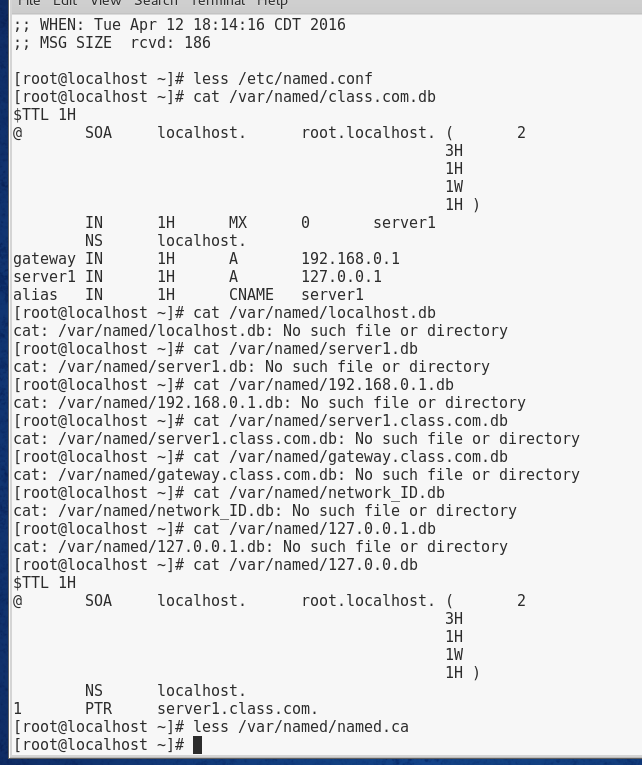 File Edit View Search Terminal Help
;; WHEN: Tue Apr 12 18:14:16 CDT 2016
;; MSG SIZE  rcvd: 186
[root@localhost ~]# less /etc/named.conf
[root@localhost ~]# cat /var/named/class.com.db
$TTL 1H
@       SOA     localhost.      root.localhost. (       2
                                                3H
                                                1H
                                                1W
                                                1H )
        IN      1H      MX      0       server1
        NS      localhost.
gateway IN      1H      A       192.168.0.1
server1 IN      1H      A       127.0.0.1
alias   IN      1H      CNAME   server1
[root@localhost ~]# cat /var/named/localhost.db
cat: /var/named/localhost.db: No such file or directory
[root@localhost ~]# cat /var/named/server1.db
cat: /var/named/server1.db: No such file or directory
[root@localhost ~]# cat /var/named/192.168.0.1.db
cat: /var/named/192.168.0.1.db: No such file or directory
[root@localhost ~]# cat /var/named/server1.class.com.db
cat: /var/named/server1.class.com.db: No such file or directory
[root@localhost ~]# cat /var/named/gateway.class.com.db
cat: /var/named/gateway.class.com.db: No such file or directory
[root@localhost ~]# cat /var/named/network_ID.db
cat: /var/named/network_ID.db: No such file or directory
[root@localhost ~]# cat /var/named/127.0.0.1.db
cat: /var/named/127.0.0.1.db: No such file or directory
[root@localhost ~]# cat /var/named/127.0.0.db
$TTL 1H
@       SOA     localhost.      root.localhost. (       2
                                                3H
                                                1H
                                                1W
                                                1H )
        NS      localhost.
1       PTR     server1.class.com.
[root@localhost ~]# less /var/named/named.ca
[root@localhost ~]#